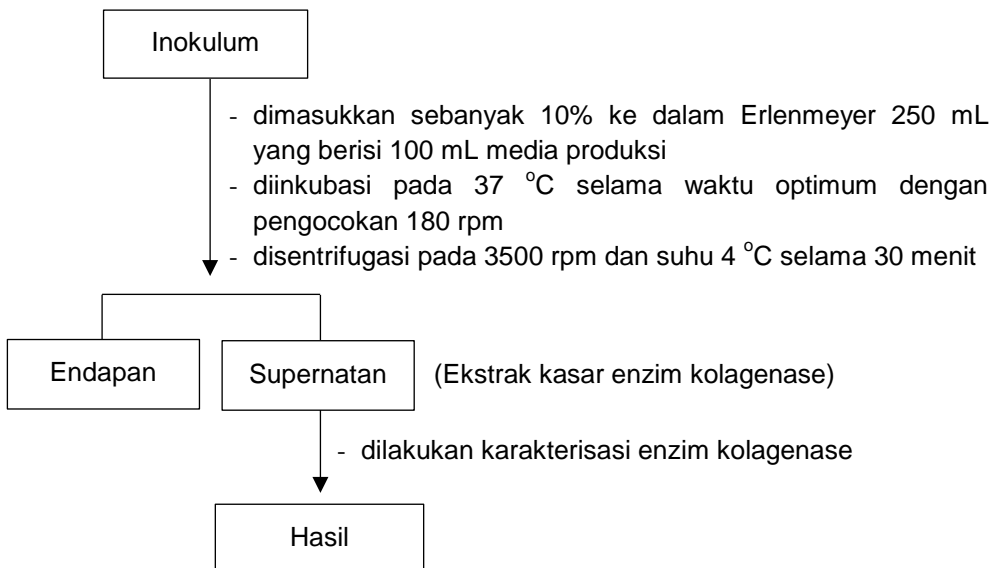 Inokulum
- dimasukkan sebanyak 10% ke dalam Erlenmeyer 250 mL
yang berisi 100 mL media produksi
- diinkubasi pada 37 °C selama waktu optimum dengan
pengocokan 180 rpm
- disentrifugasi pada 3500 rpm dan suhu 4 °C selama 30 menit
Endapan
Supernatan
(Ekstrak kasar enzim kolagenase)
- dilakukan karakterisasi enzim kolagenase
Hasil